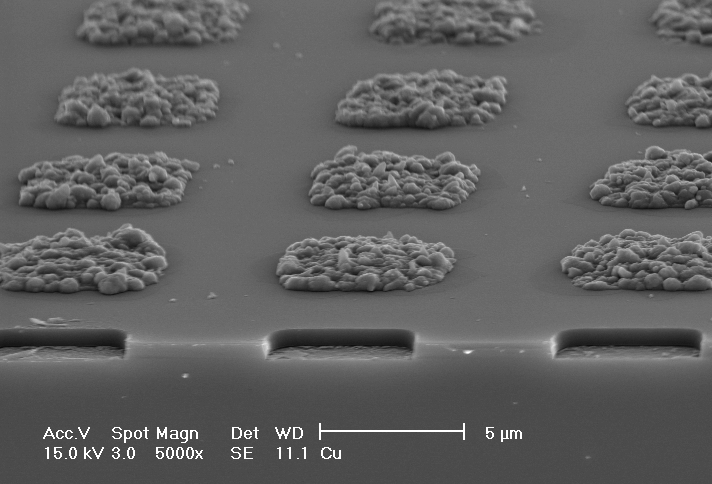 Acc.V Spot Magn Det WD 5 µm
15.0 kV 3.0 5000x SE 11.1 Cu